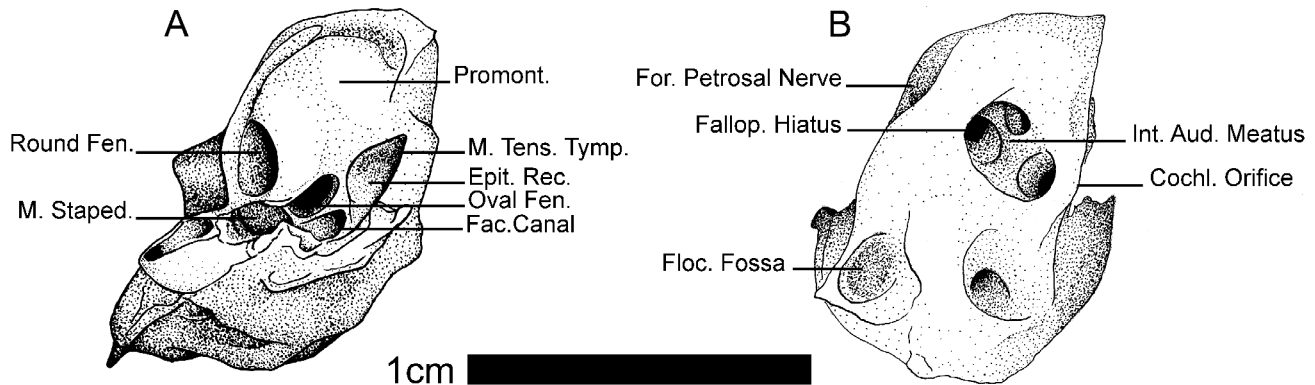 A
Promont.
Round Fen.
M. Tens. Tymp.
Epit. Rec.
Oval Fen.
M. Staped.
Fac.Canal
B
For. Petrosal Nerve
Fallop. Hiatus
Int. Aud. Meatus
Cochl. Orifice
Floc. Fossa
1cm